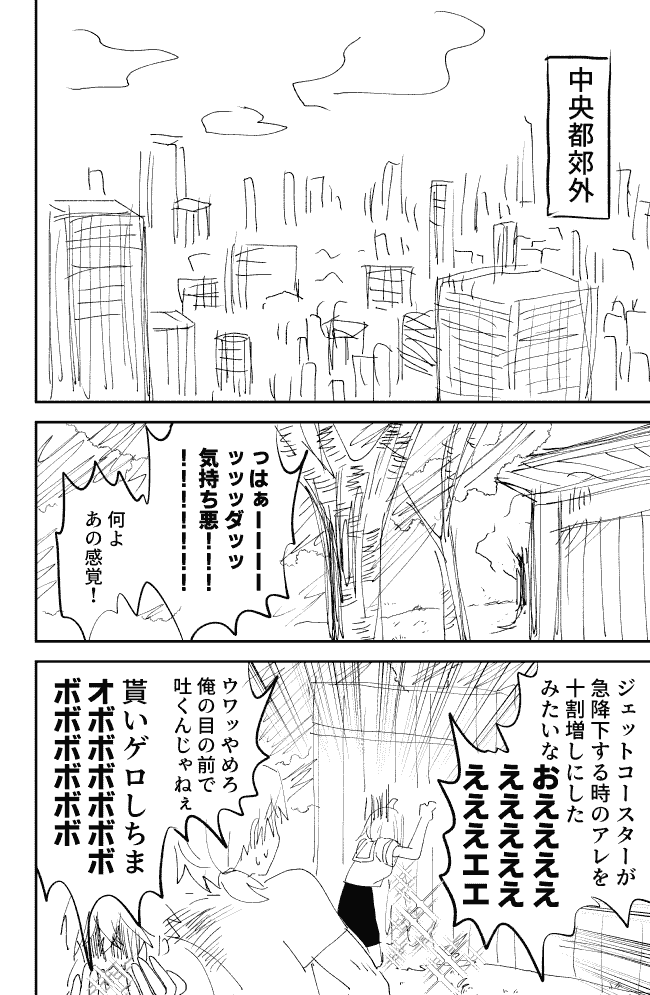 中央都郊外
っはぁーーーー
ッッッダッッ
気持ち悪！！！
！！！！！！！
何よ
あの感覚！
ジェットコースターが
急降下する時のアレを
十割増しにした
みたいなおえええええ
ええええええ
えええエエ
ウワッやめろ
俺の目の前で
吐くんじゃねぇ
貰いゲロしちま
オボボボボボボ
ボボボボボボ